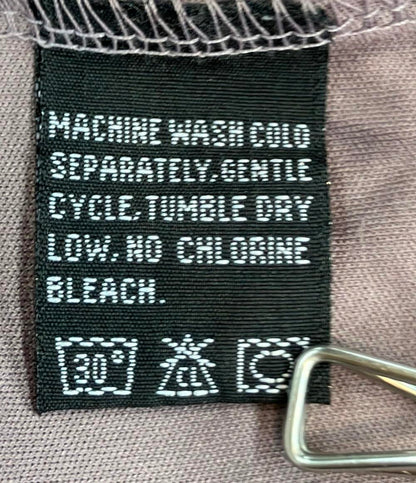 MACHINE WASH COLD
SEPARATELY.GENTLE
CYCLE.TUMBLE DRY
LOW. NO CHLORINE
BLEACH.
30° CL